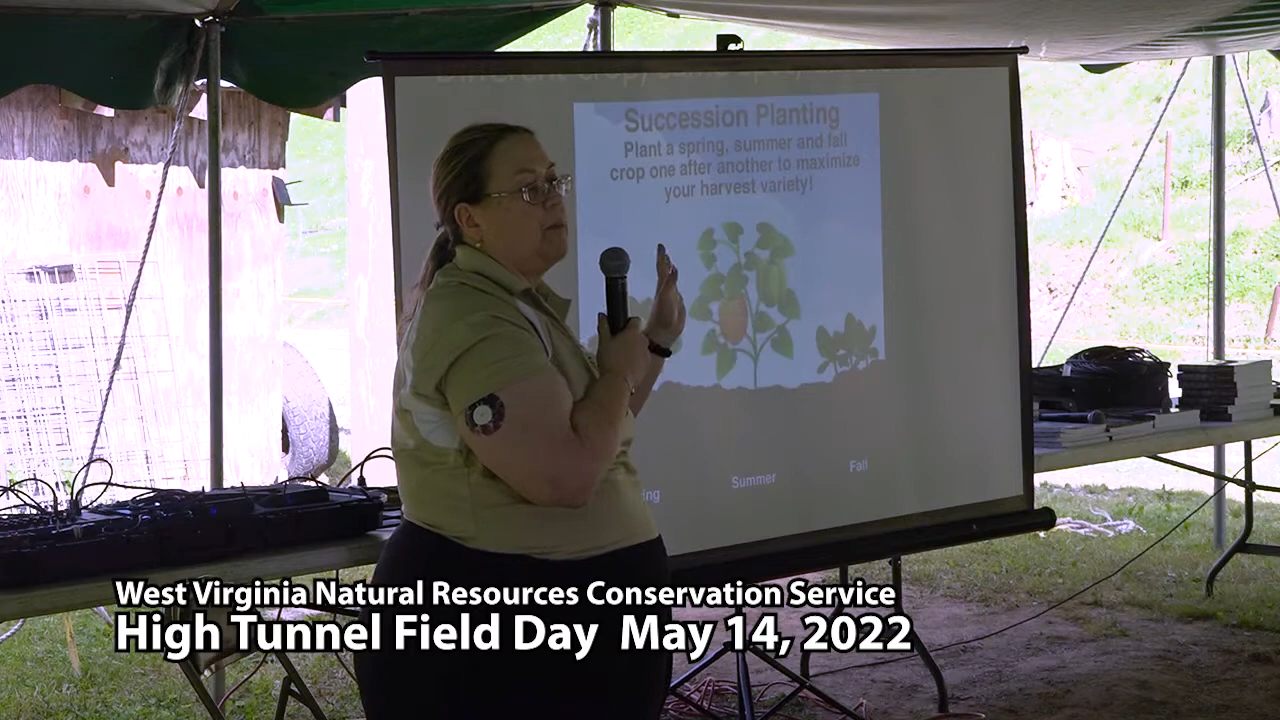 Succession Planting
Plant a spring, summer and fall
crop one after another to maximize
your harvest variety!
Summer
Fall
West Virginia Natural Resources Conservation Service
High Tunnel Field Day May 14, 2022